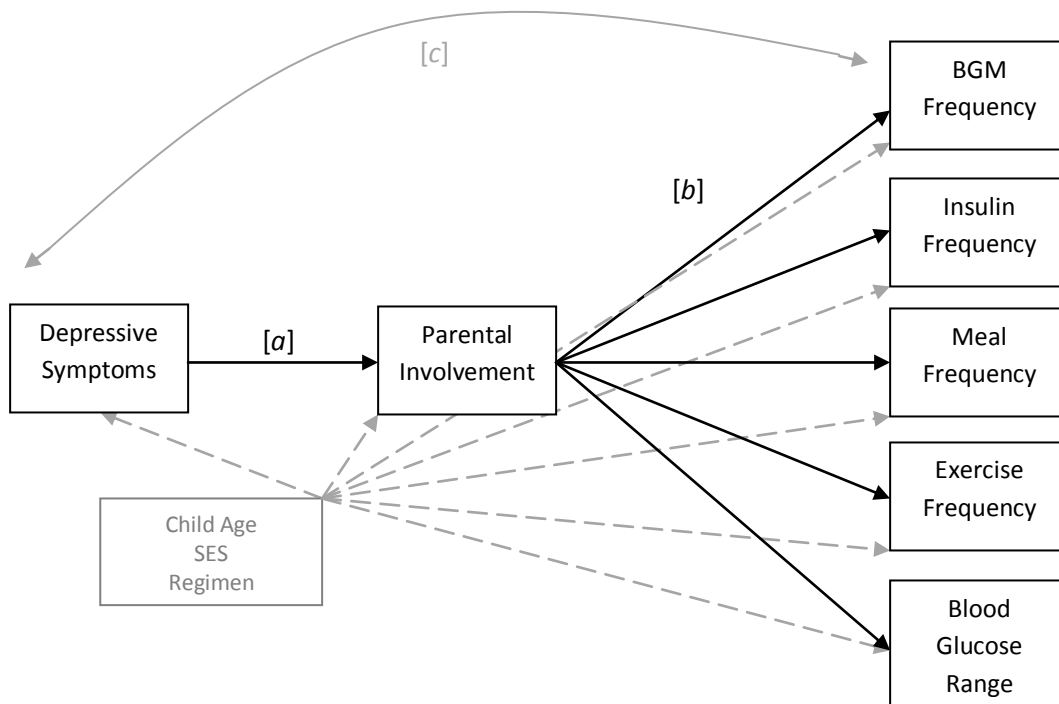 [c]
BGM
Frequency
[b]
Insulin
Frequency
Depressive
Symptoms
[a]
Parental
Involvement
Meal
Frequency
Exercise
Frequency
Child Age
SES
Regimen
Blood
Glucose
Range